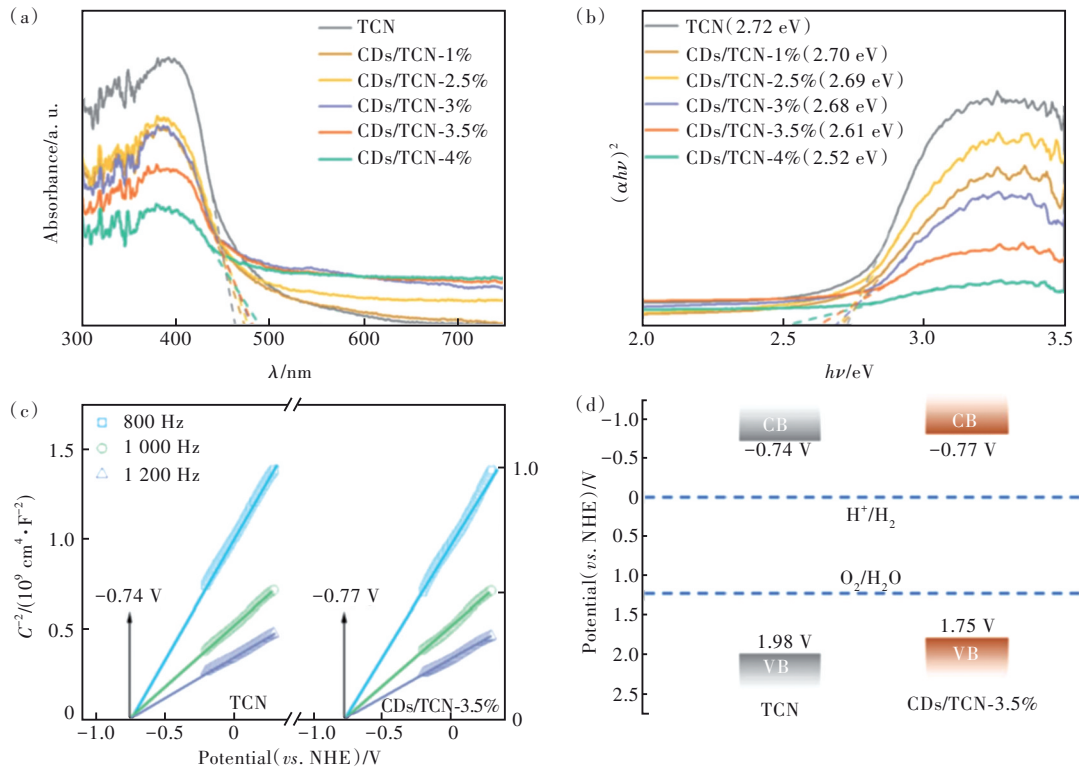 (a)
TCN
CDs/TCN-1%
CDs/TCN-2.5%
CDs/TCN-3%
CDs/TCN-3.5%
CDs/TCN-4%
Absorbance/a. u.
300 400 500 600 700
λ/nm
(b)
TCN(2.72 eV)
CDs/TCN-1%(2.70 eV)
CDs/TCN-2.5%(2.69 eV)
CDs/TCN-3%(2.68 eV)
CDs/TCN-3.5%(2.61 eV)
CDs/TCN-4%(2.52 eV)
(αhν)²
2.0 2.5 3.0 3.5
hν/eV
(c)
800 Hz
1 000 Hz
1 200 Hz
C⁻²/(10⁹ cm⁴·F⁻²)
1.5
1.0
0.5
0
1.0
0
−0.74 V
−0.77 V
TCN
CDs/TCN-3.5%
−1.0 −0.5 0 −1.0 −0.5 0
Potential(vs. NHE)/V
(d)
Potential(vs. NHE)/V
−1.0
−0.5
0
0.5
1.0
1.5
2.0
2.5
CB
CB
−0.74 V
−0.77 V
H⁺/H₂
O₂/H₂O
1.98 V
1.75 V
VB
VB
TCN
CDs/TCN-3.5%